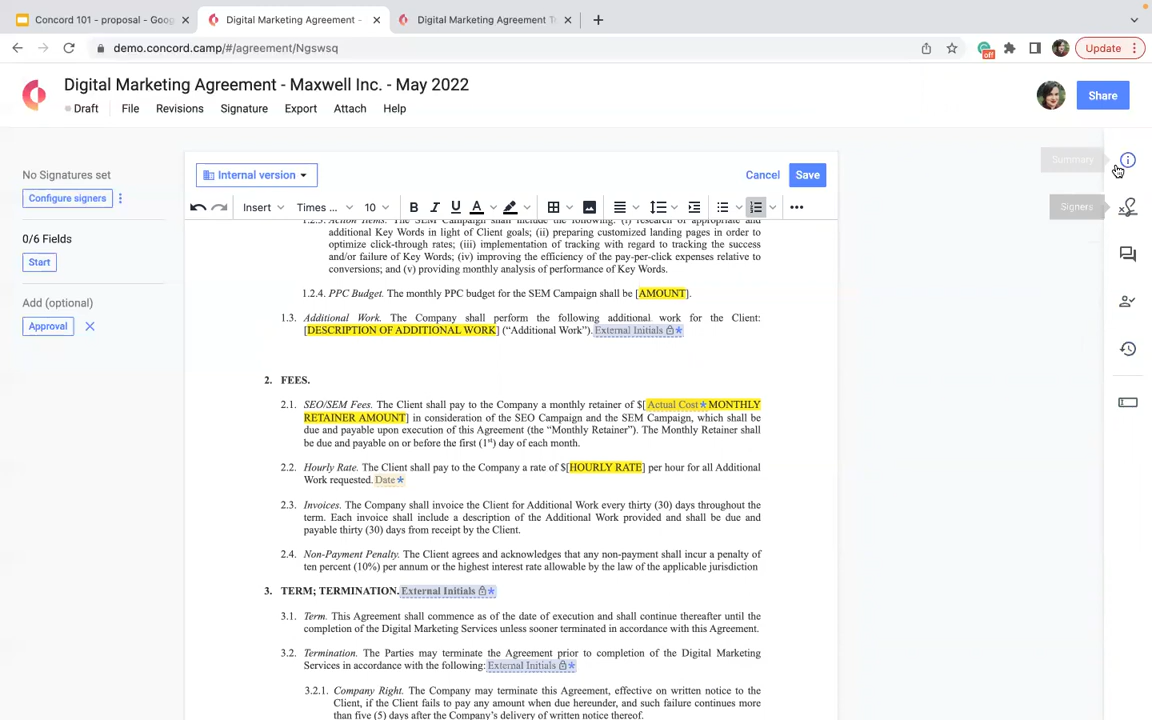 Concord 101 - proposal - Goog
Digital Marketing Agreement -
Digital Marketing Agreement T
demo.concord.camp/#/agreement/Ngswsq
off
Update
Digital Marketing Agreement - Maxwell Inc. - May 2022
Draft File Revisions Signature Export Attach Help
Share
No Signatures set
Configure signers
0/6 Fields
Start
Add (optional)
Approval
Internal version
Cancel
Save
Summary
Signers
Insert Times ... 10 B I U A
1.2.3. Action Items. The SEM Campaign shall include the following: (i) research of appropriate and
additional Key Words in light of Client goals; (ii) preparing customized landing pages in order to
optimize click-through rates; (iii) implementation of tracking with regard to tracking the success
and/or failure of Key Words; (iv) improving the efficiency of the pay-per-click expenses relative to
conversions; and (v) providing monthly analysis of performance of Key Words.
1.2.4. PPC Budget. The monthly PPC budget for the SEM Campaign shall be [AMOUNT].
1.3. Additional Work. The Company shall perform the following additional work for the Client:
[DESCRIPTION OF ADDITIONAL WORK] (“Additional Work”). External Initials *
2. FEES.
2.1. SEO/SEM Fees. The Client shall pay to the Company a monthly retainer of $[ Actual Cost*MONTHLY
RETAINER AMOUNT] in consideration of the SEO Campaign and the SEM Campaign, which shall be
due and payable upon execution of this Agreement (the “Monthly Retainer”). The Monthly Retainer shall
be due and payable on or before the first (1st) day of each month.
2.2. Hourly Rate. The Client shall pay to the Company a rate of $[HOURLY RATE] per hour for all Additional
Work requested. Date*
2.3. Invoices. The Company shall invoice the Client for Additional Work every thirty (30) days throughout the
term. Each invoice shall include a description of the Additional Work provided and shall be due and
payable thirty (30) days from receipt by the Client.
2.4. Non-Payment Penalty. The Client agrees and acknowledges that any non-payment shall incur a penalty of
ten percent (10%) per annum or the highest interest rate allowable by the law of the applicable jurisdiction
3. TERM; TERMINATION. External Initials *
3.1. Term. This Agreement shall commence as of the date of execution and shall continue thereafter until the
completion of the Digital Marketing Services unless sooner terminated in accordance with this Agreement.
3.2. Termination. The Parties may terminate the Agreement prior to completion of the Digital Marketing
Services in accordance with the following: External Initials *
3.2.1. Company Right. The Company may terminate this Agreement, effective on written notice to the
Client, if the Client fails to pay any amount when due hereunder, and such failure continues more
than five (5) days after the Company’s delivery of written notice thereof.